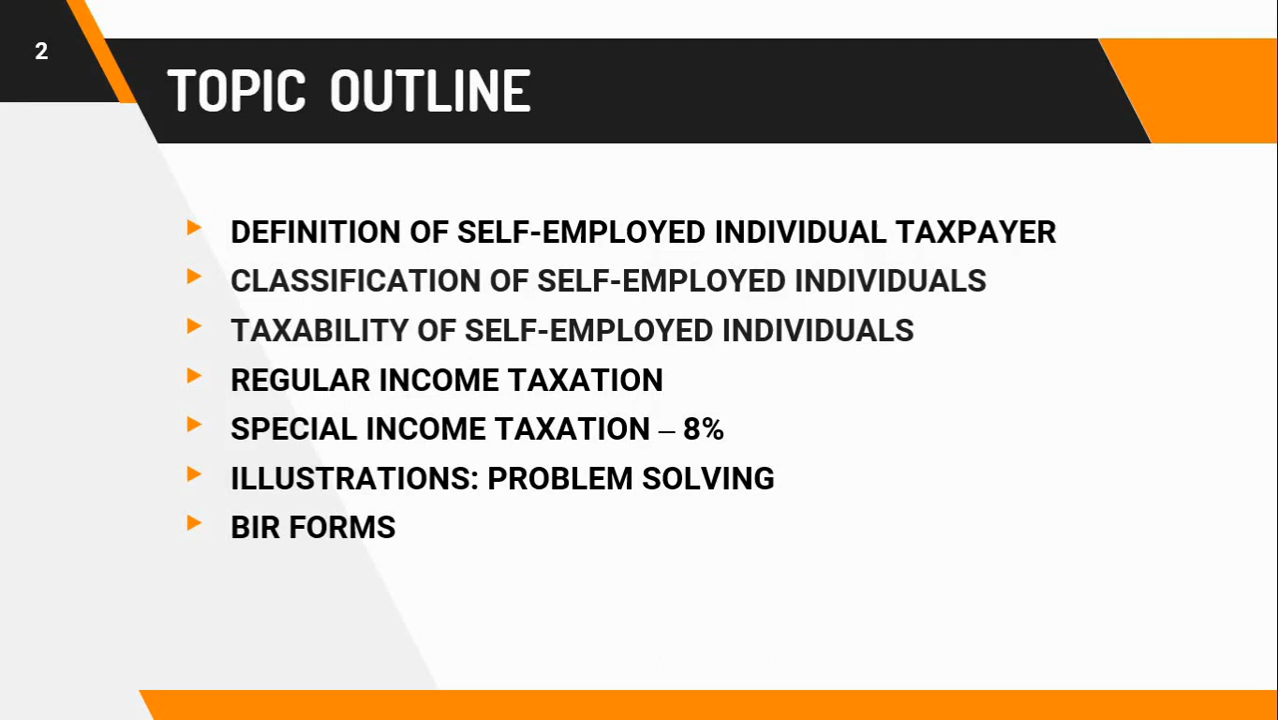 2
TOPIC OUTLINE
DEFINITION OF SELF-EMPLOYED INDIVIDUAL TAXPAYER
CLASSIFICATION OF SELF-EMPLOYED INDIVIDUALS
TAXABILITY OF SELF-EMPLOYED INDIVIDUALS
REGULAR INCOME TAXATION
SPECIAL INCOME TAXATION – 8%
ILLUSTRATIONS: PROBLEM SOLVING
BIR FORMS